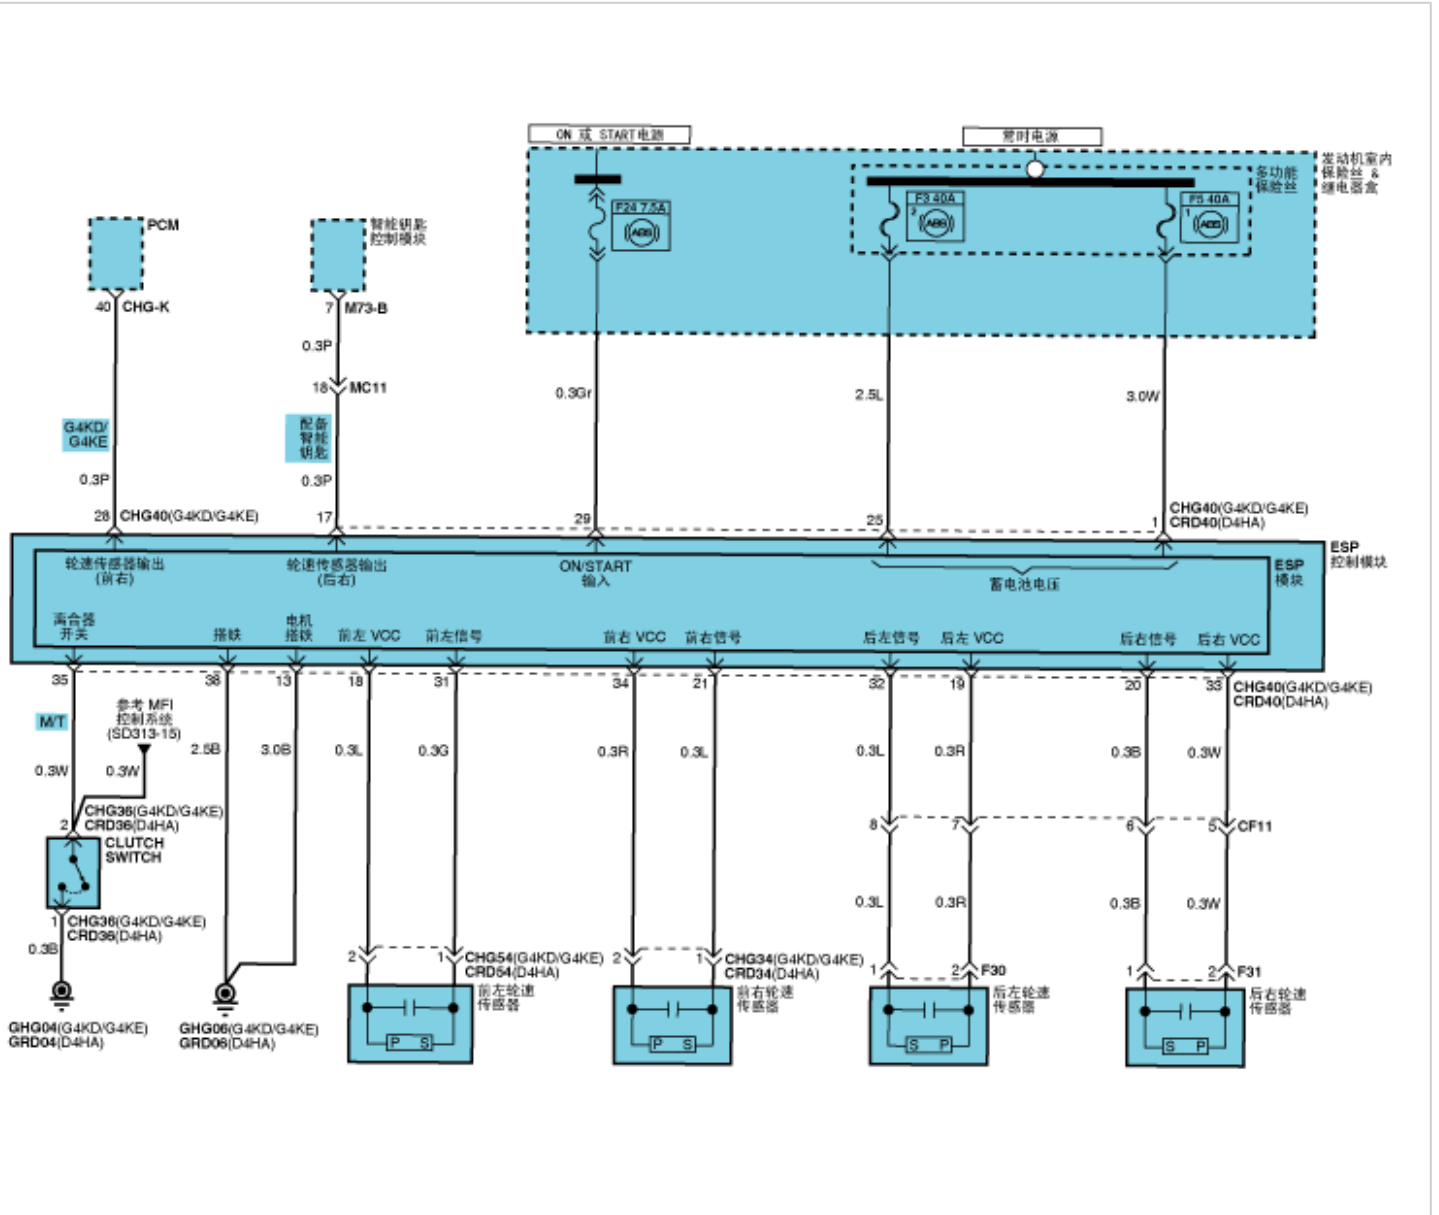 ON 或 START电源
常时电源
发动机室内
保险丝 &
继电器盒
多功能
保险丝
F24 7.5A
ABS
F3 40A
2
ABS
F5 40A
1
ABS
PCM
智能钥匙
控制模块
40 CHG-K
7 M73-B
0.3P
18 MC11
0.3Gr
2.5L
3.0W
G4KD/
G4KE
配备
智能
钥匙
0.3P
0.3P
28 CHG40(G4KD/G4KE)
17
29
25
1
CHG40(G4KD/G4KE)
CRD40(D4HA)
ESP
控制模块
ESP
模块
轮速传感器输出
(前右)
轮速传感器输出
(后右)
ON/START
输入
蓄电池电压
离合器
开关
搭铁
电机
搭铁
前左 VCC
前左信号
前右 VCC
前右信号
后左信号
后左 VCC
后右信号
后右 VCC
35
38
13
18
31
34
21
32
19
20
33
CHG40(G4KD/G4KE)
CRD40(D4HA)
M/T
参考 MFI
控制系统
(SD313-15)
0.3W
0.3W
2.5B
3.0B
0.3L
0.3G
0.3R
0.3L
0.3L
0.3R
0.3B
0.3W
CHG36(G4KD/G4KE)
2 CRD36(D4HA)
CLUTCH
SWITCH
8
7
6
5 CF11
1 CHG36(G4KD/G4KE)
CRD36(D4HA)
0.3B
0.3L
0.3R
0.3B
0.3W
2
1 CHG54(G4KD/G4KE)
CRD54(D4HA)
2
1 CHG34(G4KD/G4KE)
CRD34(D4HA)
1
2 F30
1
2 F31
前左轮速
传感器
前右轮速
传感器
后左轮速
传感器
后右轮速
传感器
P S
P S
S P
S P
GHG04(G4KD/G4KE)
GRD04(D4HA)
GHG06(G4KD/G4KE)
GRD06(D4HA)